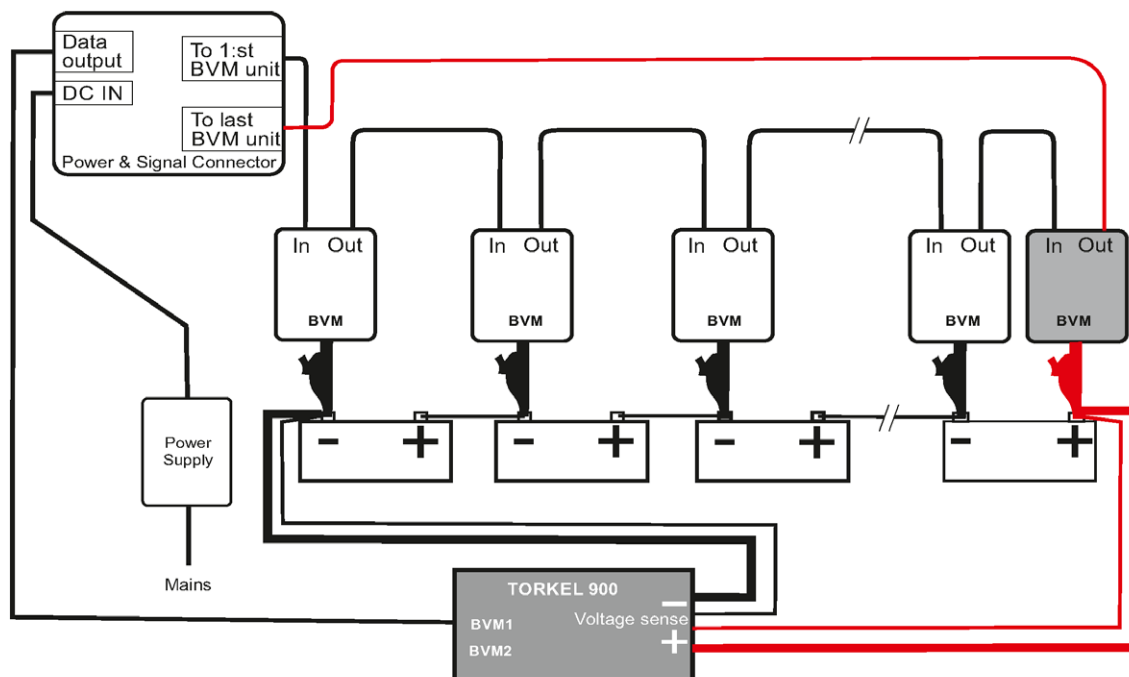 Data
output
DC IN
To 1:st
BVM unit
To last
BVM unit
Power & Signal Connector
In Out
BVM
In Out
BVM
In Out
BVM
In Out
BVM
In Out
BVM
- +
- +
- +
- +
Power
Supply
Mains
TORKEL 900
-
Voltage sense
BVM1
+
BVM2